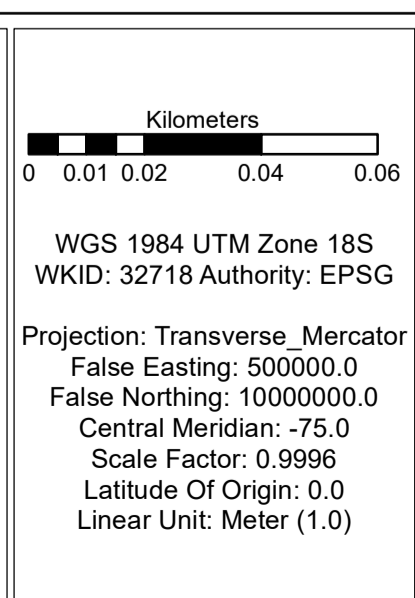 Kilometers
0 0.01 0.02 0.04 0.06
WGS 1984 UTM Zone 18S
WKID: 32718 Authority: EPSG
Projection: Transverse_Mercator
False Easting: 500000.0
False Northing: 10000000.0
Central Meridian: -75.0
Scale Factor: 0.9996
Latitude Of Origin: 0.0
Linear Unit: Meter (1.0)